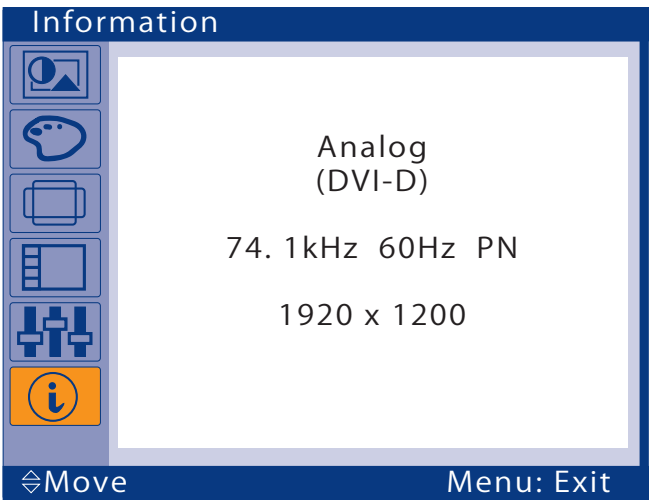 Information
Analog
(DVI-D)
74. 1kHz 60Hz PN
1920 x 1200
Move Menu: Exit